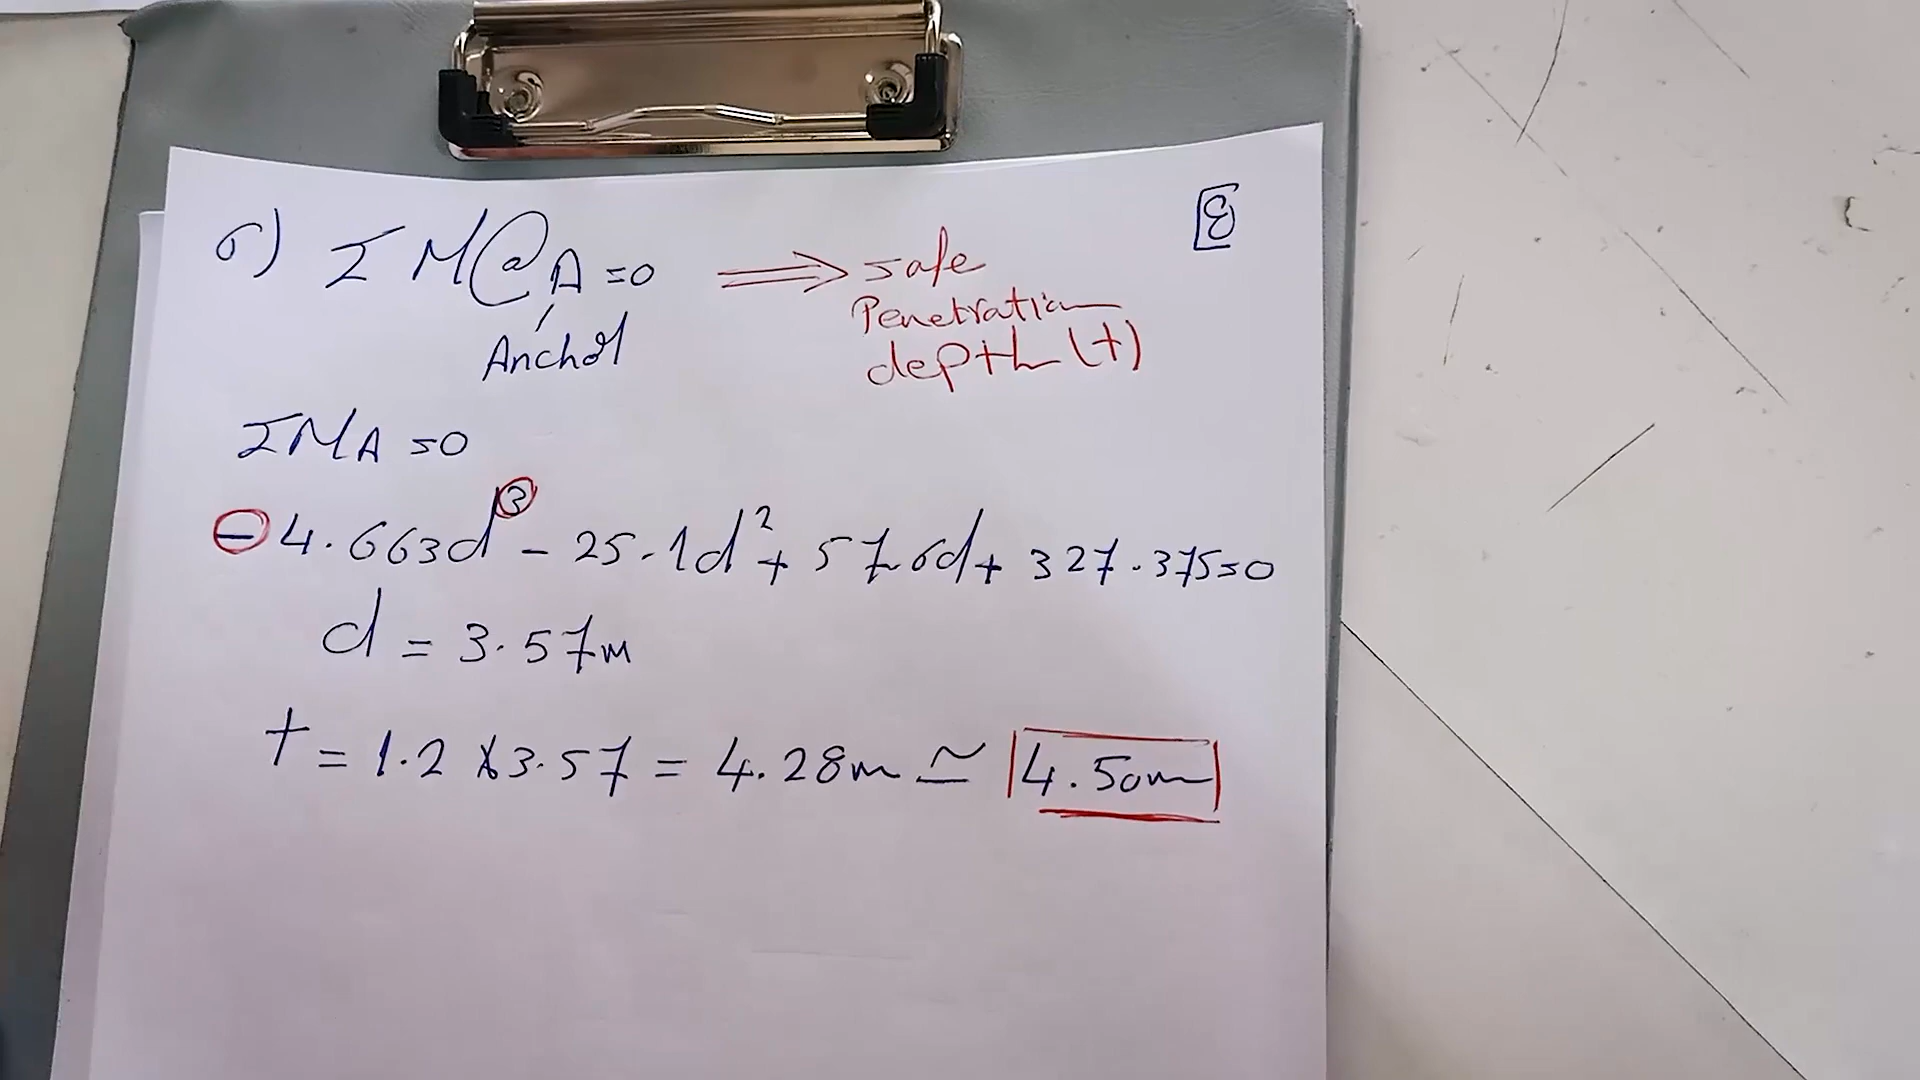 8
6) ΣM@A=0 ⟹ safe
Penetration
depth (t)
Anchor
ΣMA=0
-4.663d³ - 25.1d² + 57.6d + 327.375=0
d = 3.57m
t = 1.2 x 3.57 = 4.28m ≃ 4.50m